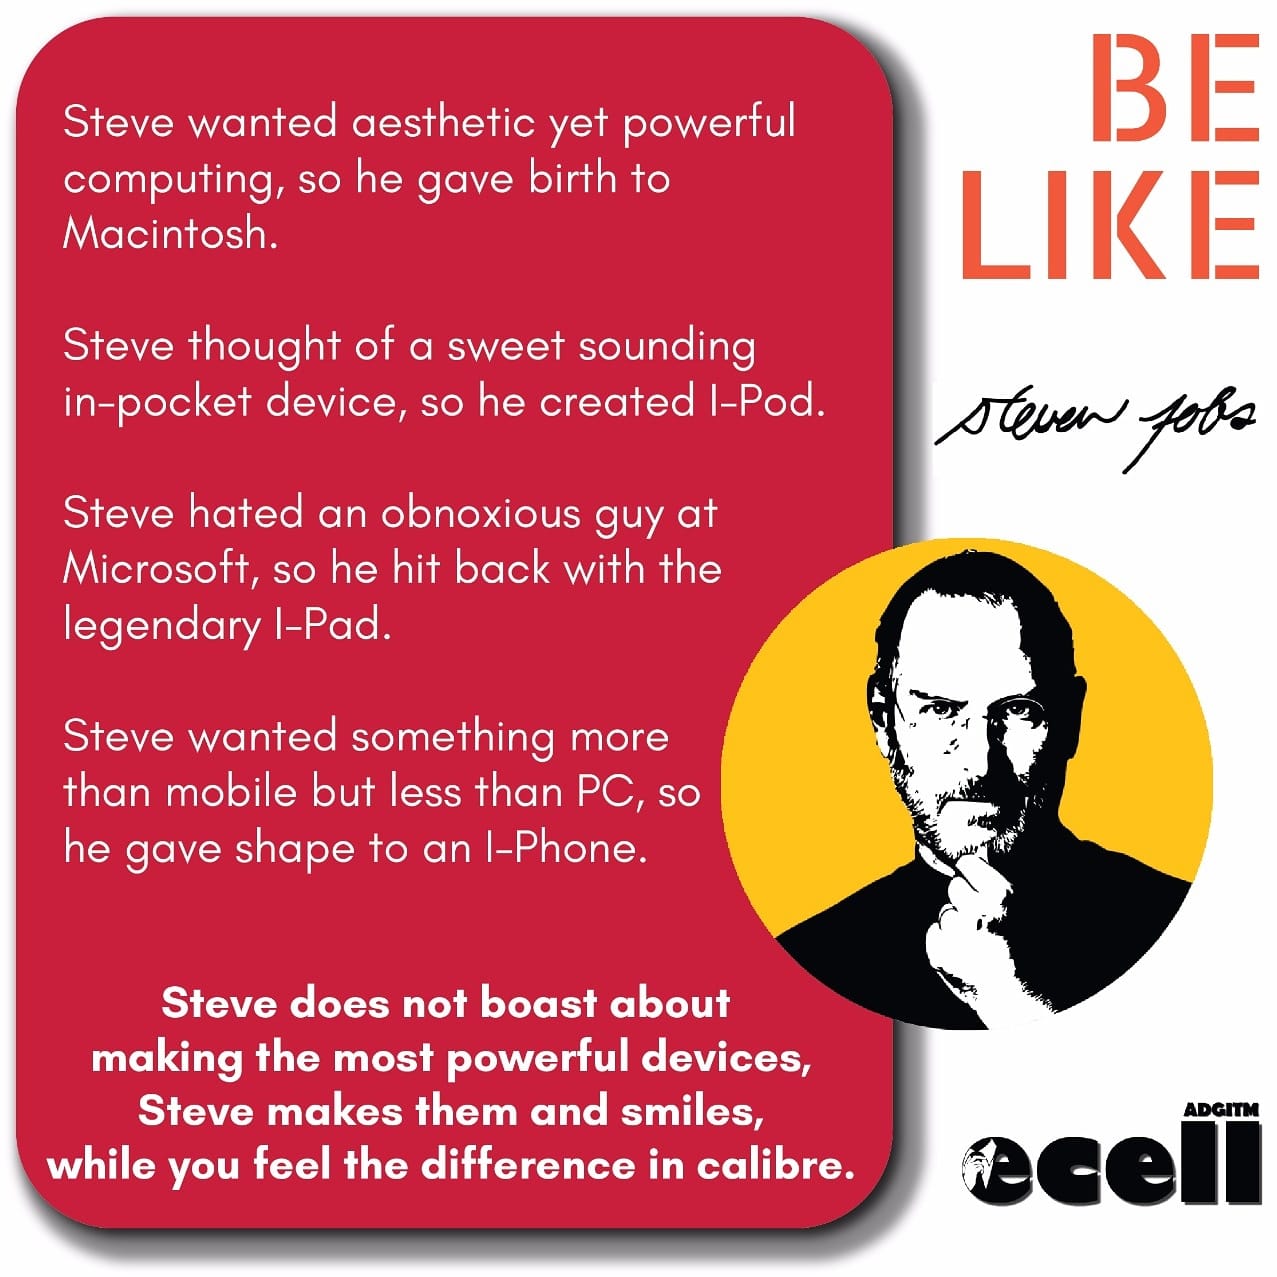 Steve wanted aesthetic yet powerful
computing, so he gave birth to
Macintosh.
Steve thought of a sweet sounding
in-pocket device, so he created I-Pod.
Steve hated an obnoxious guy at
Microsoft, so he hit back with the
legendary I-Pad.
Steve wanted something more
than mobile but less than PC, so
he gave shape to an I-Phone.
Steve does not boast about
making the most powerful devices,
Steve makes them and smiles,
while you feel the difference in calibre.
BE
LIKE
steven jobs
ADGITM
ecell